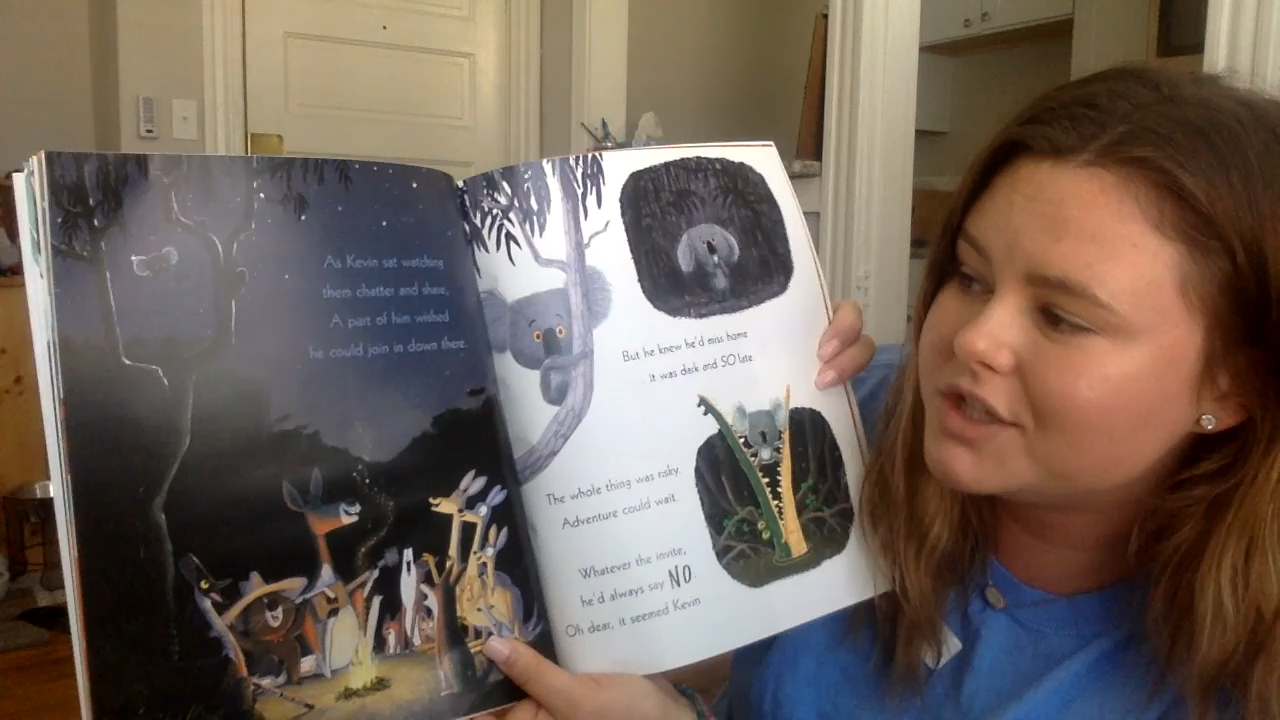 As Kevin sat watching
them chatter and share,
A part of him wished
he could join in down there.
But he knew he'd miss home
it was dark and SO late.
The whole thing was risky.
Adventure could wait.
Whatever the invite,
he'd always say NO.
Oh dear, it seemed Kevin